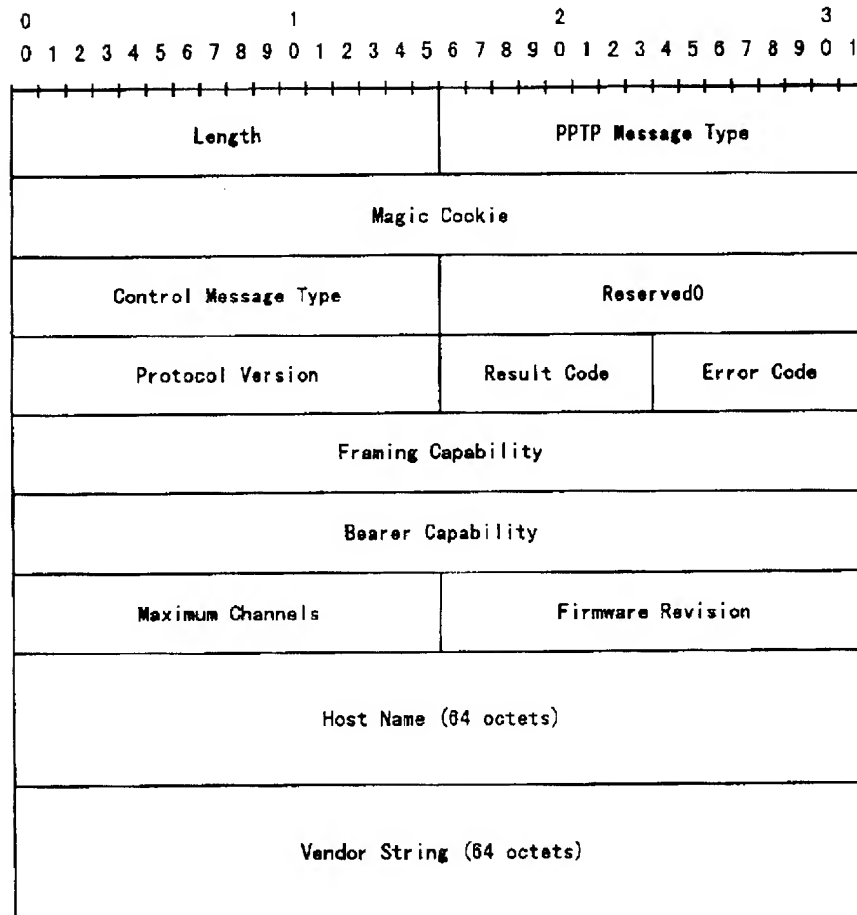 0 1 2 3
0 1 2 3 4 5 6 7 8 9 0 1 2 3 4 5 6 7 8 9 0 1 2 3 4 5 6 7 8 9 0 1
Length PPTP Message Type
Magic Cookie
Control Message Type Reserved0
Protocol Version Result Code Error Code
Framing Capability
Bearer Capability
Maximum Channels Firmware Revision
Host Name (64 octets)
Vendor String (64 octets)